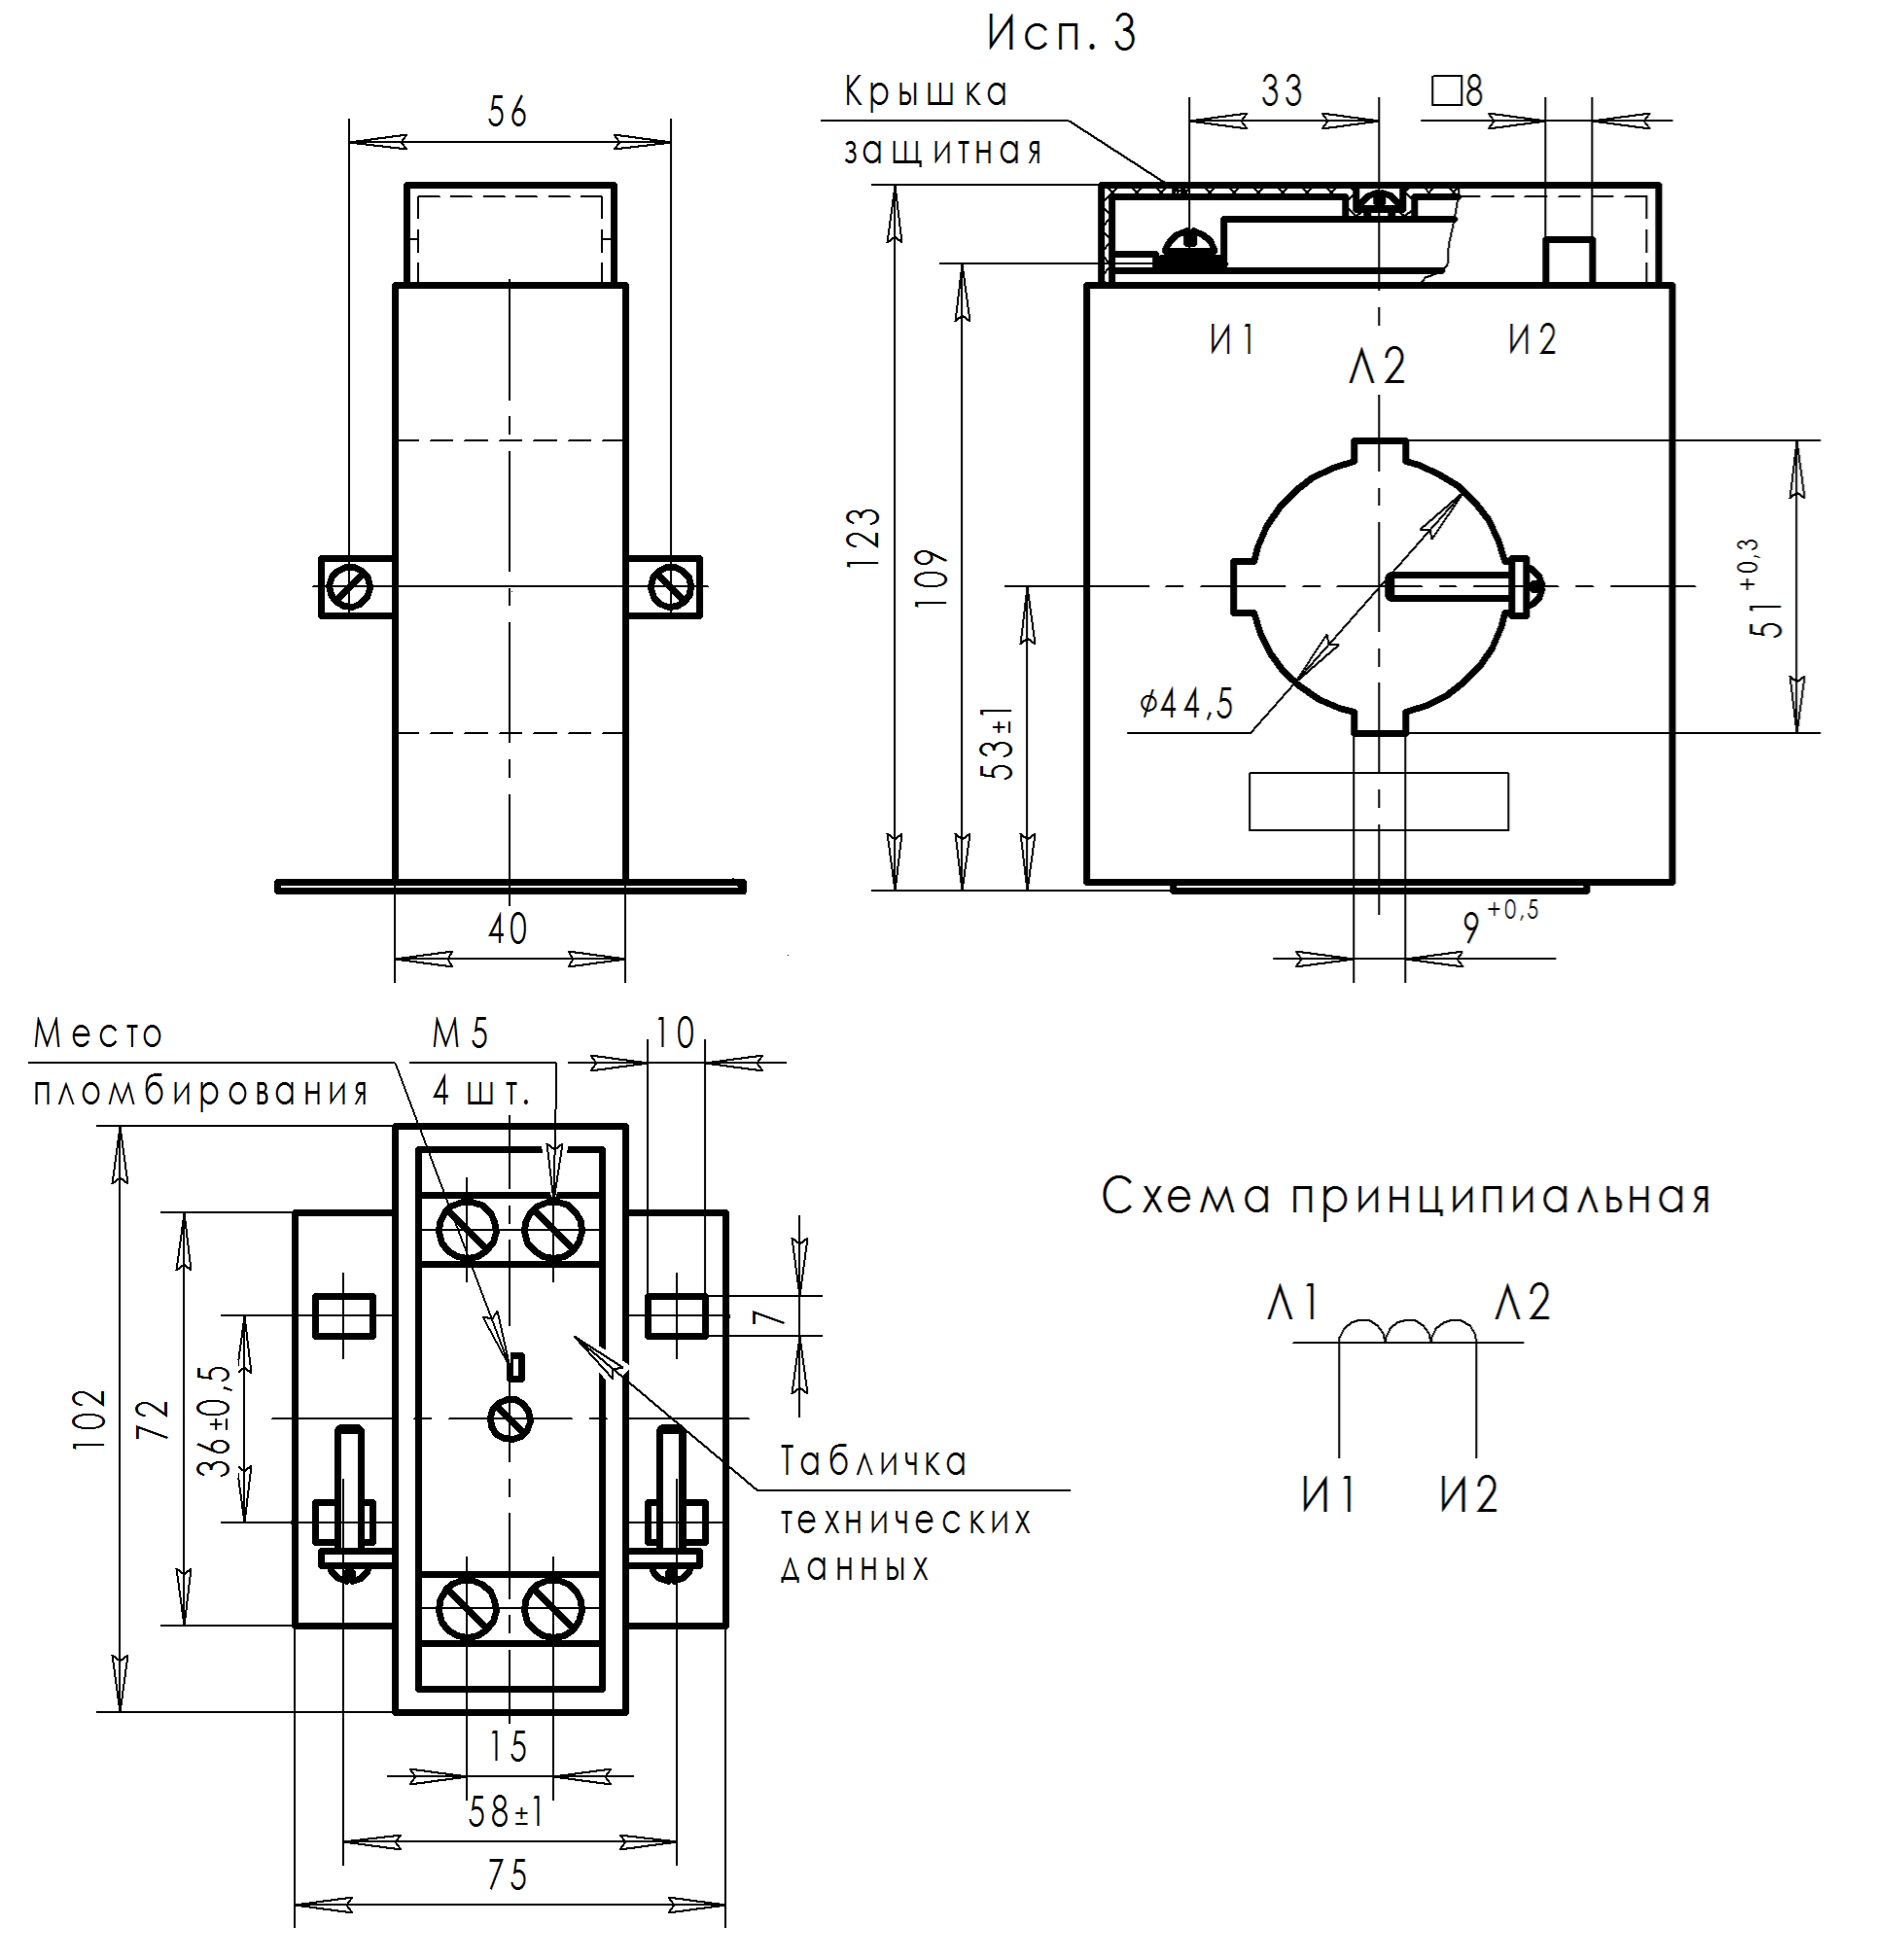 Исп. 3
Крышка
защитная
56
33
□8
И1
И2
Л2
123
109
53±1
51 +0,3
ϕ44,5
40
9 +0,5
Место
пломбирования
М5
4 шт.
10
7
102
72
36±0,5
Табличка
технических
данных
15
58±1
75
Схема принципиальная
Л1
Л2
И1
И2